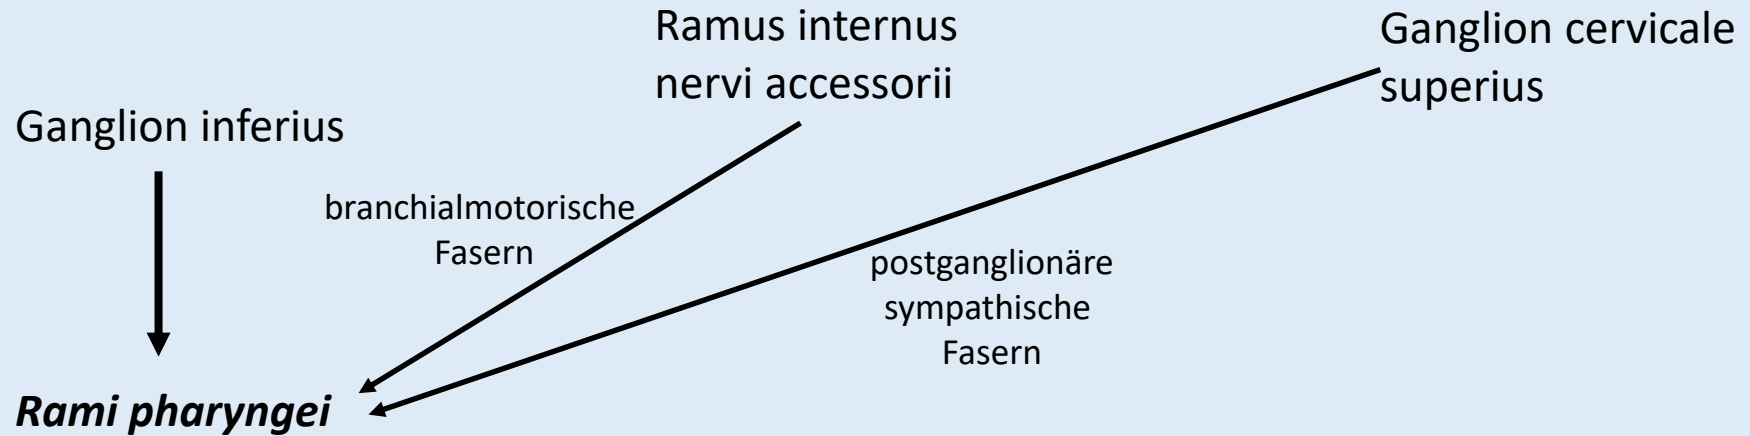 Ramus internus
nervi accessorii
Ganglion cervicale
superius
Ganglion inferius
branchialmotorische
Fasern
postganglionäre
sympathische
Fasern
Rami pharyngei